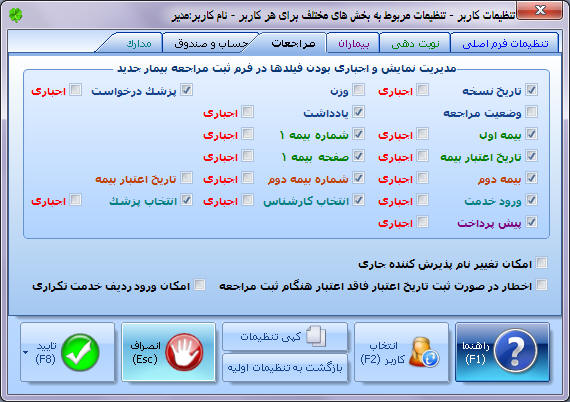 تنظیمات کاربر - تنظیمات مربوط به بخش های مختلف برای هر کاربر - نام کاربر:مدیر
تنظیمات فرم اصلی نوبت دهی بیماران مراجعات حساب و صندوق مدارک
مدیریت نمایش و اجباری بودن فیلدها در فرم ثبت مراجعه بیمار جدید
تاریخ نسخه اجباری وزن پزشک درخواست اجباری
وضعیت مراجعه یادداشت اجباری
بیمه اول اجباری شماره بیمه ۱ اجباری
تاریخ اعتبار بیمه اجباری صفحه بیمه ۱ اجباری
بیمه دوم اجباری شماره بیمه دوم اجباری تاریخ اعتبار بیمه
ورود خدمت اجباری انتخاب کارشناس اجباری انتخاب پزشک اجباری
پیش پرداخت اجباری
امکان تغییر نام پذیرش کننده جاری
اخطار در صورت ثبت تاریخ اعتبار فاقد اعتبار هنگام ثبت مراجعه امکان ورود ردیف خدمت تکراری
راهنما
(F1)
انتخاب
کاربر (F2)
کپی تنظیمات
بازگشت به تنظیمات اولیه
انصراف
(Esc)
تایید
(F8)